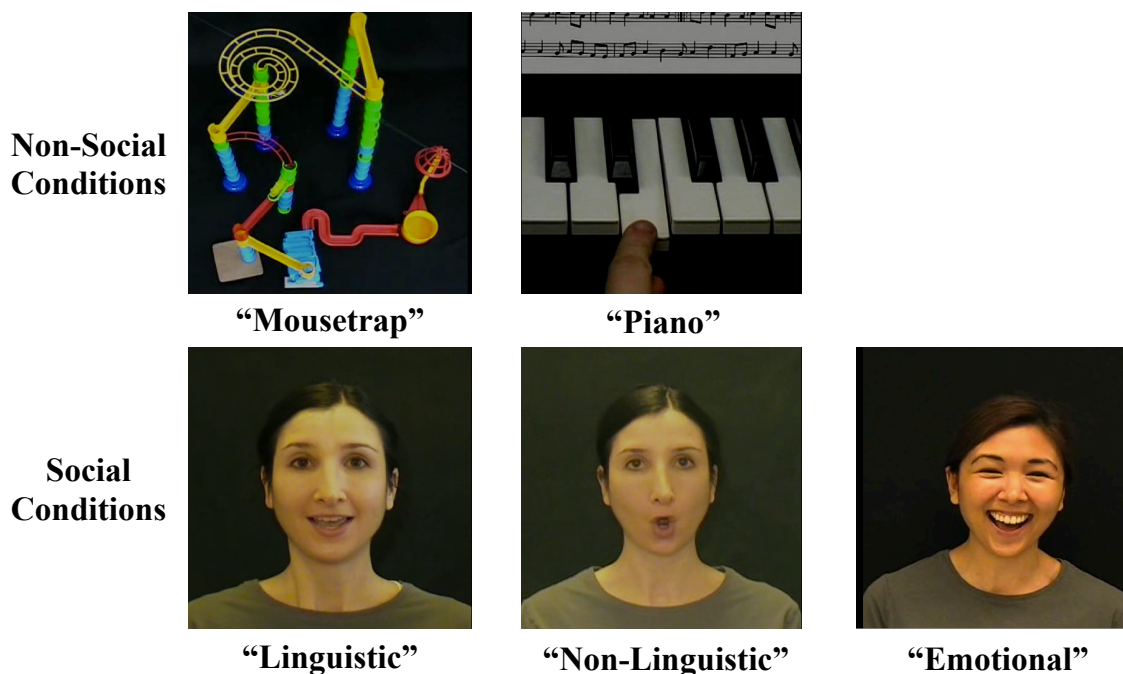 Non-Social
Conditions
“Mousetrap”
“Piano”
Social
Conditions
“Linguistic”
“Non-Linguistic”
“Emotional”